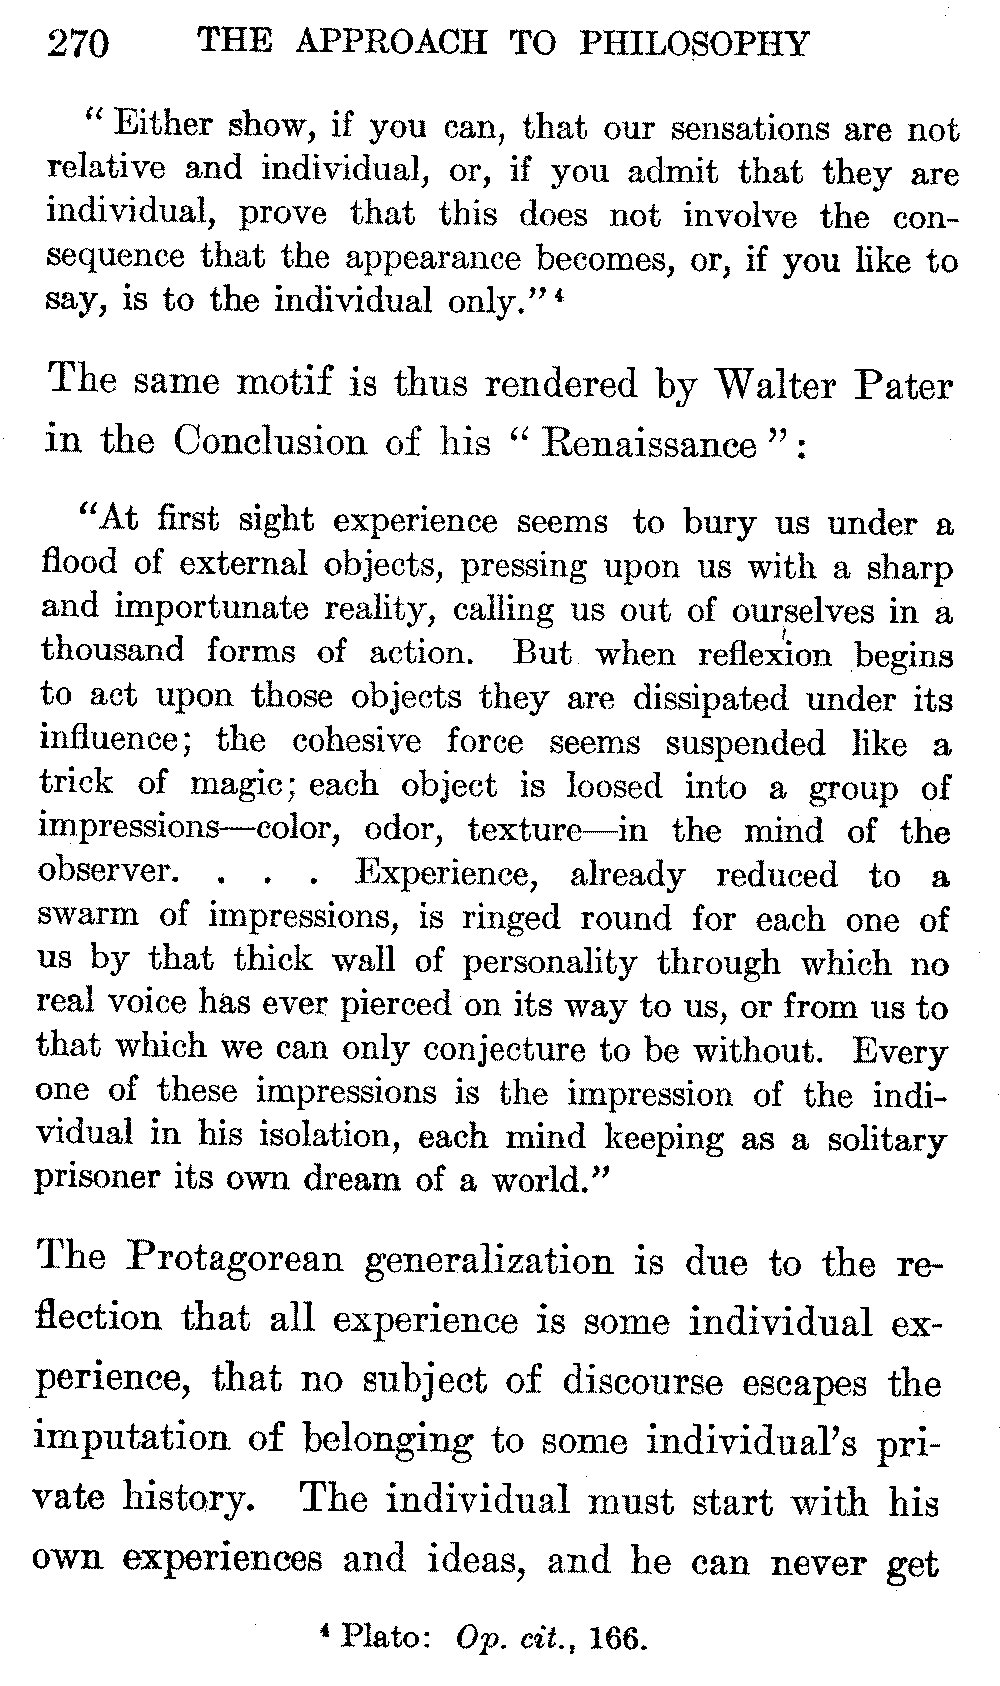 270 THE APPROACH TO PHILOSOPHY
“Either show, if you can, that our sensations are not
relative and individual, or, if you admit that they are
individual, prove that this does not involve the con-
sequence that the appearance becomes, or, if you like to
say, is to the individual only.” 4
The same motif is thus rendered by Walter Pater
in the Conclusion of his “ Renaissance ” :
“At first sight experience seems to bury us under a
flood of external objects, pressing upon us with a sharp
and importunate reality, calling us out of ourselves in a
thousand forms of action. But when reflexion begins
to act upon those objects they are dissipated under its
influence; the cohesive force seems suspended like a
trick of magic; each object is loosed into a group of
impressions—color, odor, texture—in the mind of the
observer. . . . Experience, already reduced to a
swarm of impressions, is ringed round for each one of
us by that thick wall of personality through which no
real voice has ever pierced on its way to us, or from us to
that which we can only conjecture to be without. Every
one of these impressions is the impression of the indi-
vidual in his isolation, each mind keeping as a solitary
prisoner its own dream of a world.”
The Protagorean generalization is due to the re-
flection that all experience is some individual ex-
perience, that no subject of discourse escapes the
imputation of belonging to some individual's pri-
vate history. The individual must start with his
own experiences and ideas, and he can never get
4 Plato: Op. cit., 166.